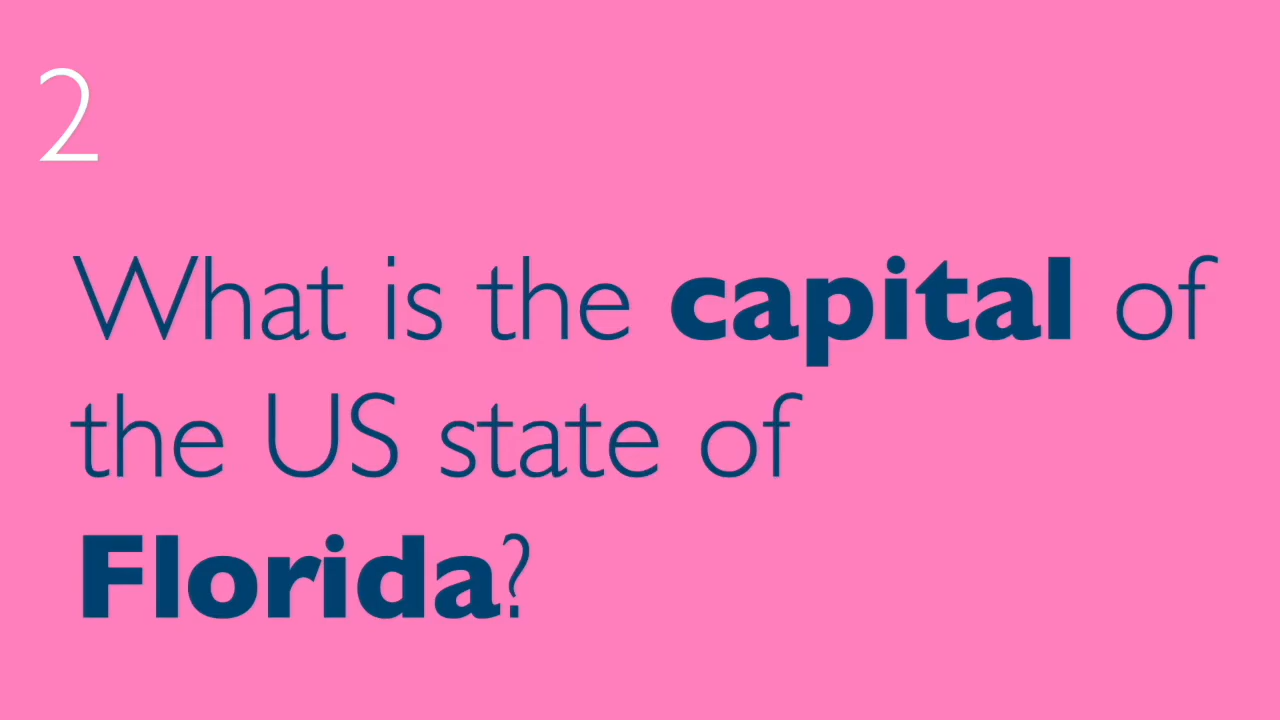 2
What is the capital of
the US state of
Florida?